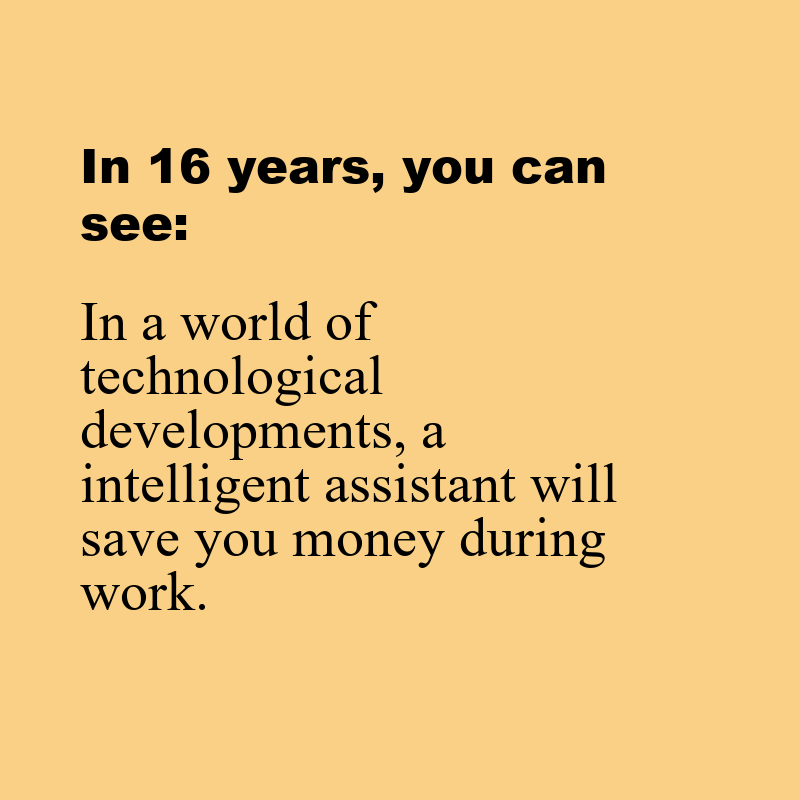 In 16 years, you can
see:
In a world of
technological
developments, a
intelligent assistant will
save you money during
work.